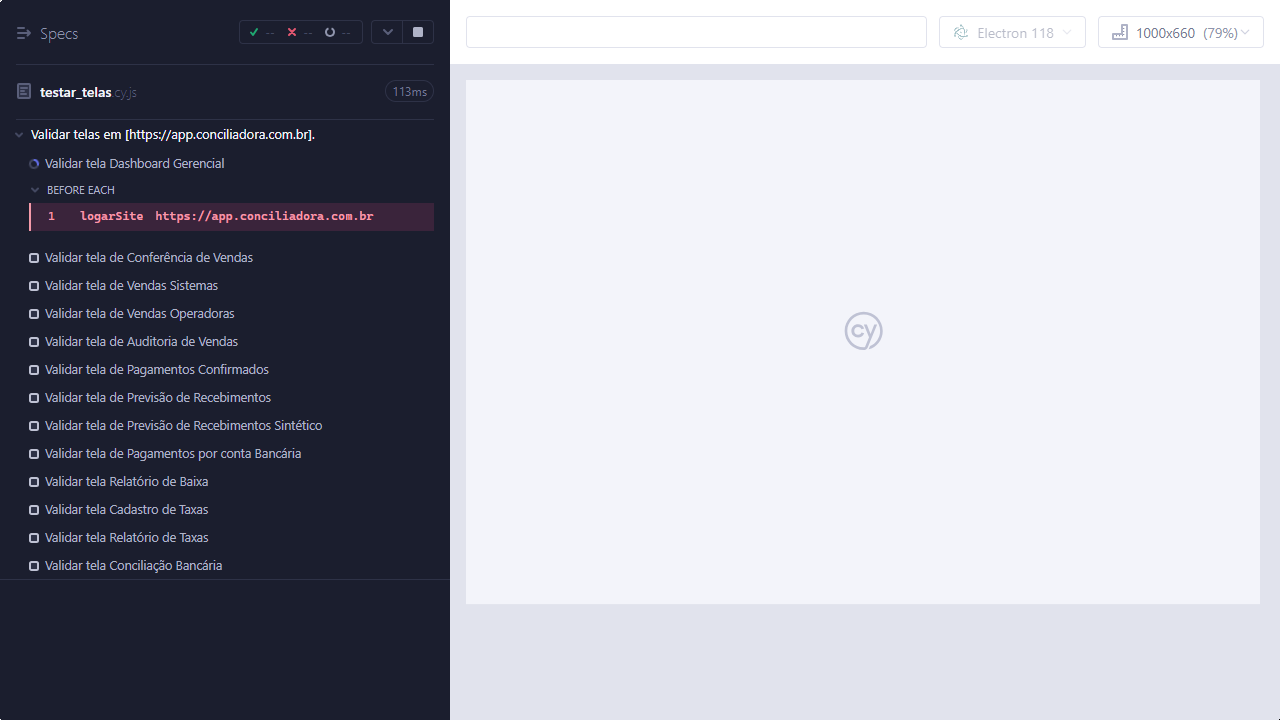 Specs
-- -- --
testar_telas.cy.js
113ms
Validar telas em [https://app.conciliadora.com.br].
Validar tela Dashboard Gerencial
BEFORE EACH
1 logarSite https://app.conciliadora.com.br
Validar tela de Conferência de Vendas
Validar tela de Vendas Sistemas
Validar tela de Vendas Operadoras
Validar tela de Auditoria de Vendas
Validar tela de Pagamentos Confirmados
Validar tela de Previsão de Recebimentos
Validar tela de Previsão de Recebimentos Sintético
Validar tela de Pagamentos por conta Bancária
Validar tela Relatório de Baixa
Validar tela Cadastro de Taxas
Validar tela Relatório de Taxas
Validar tela Conciliação Bancária
Electron 118
1000x660 (79%)
cy